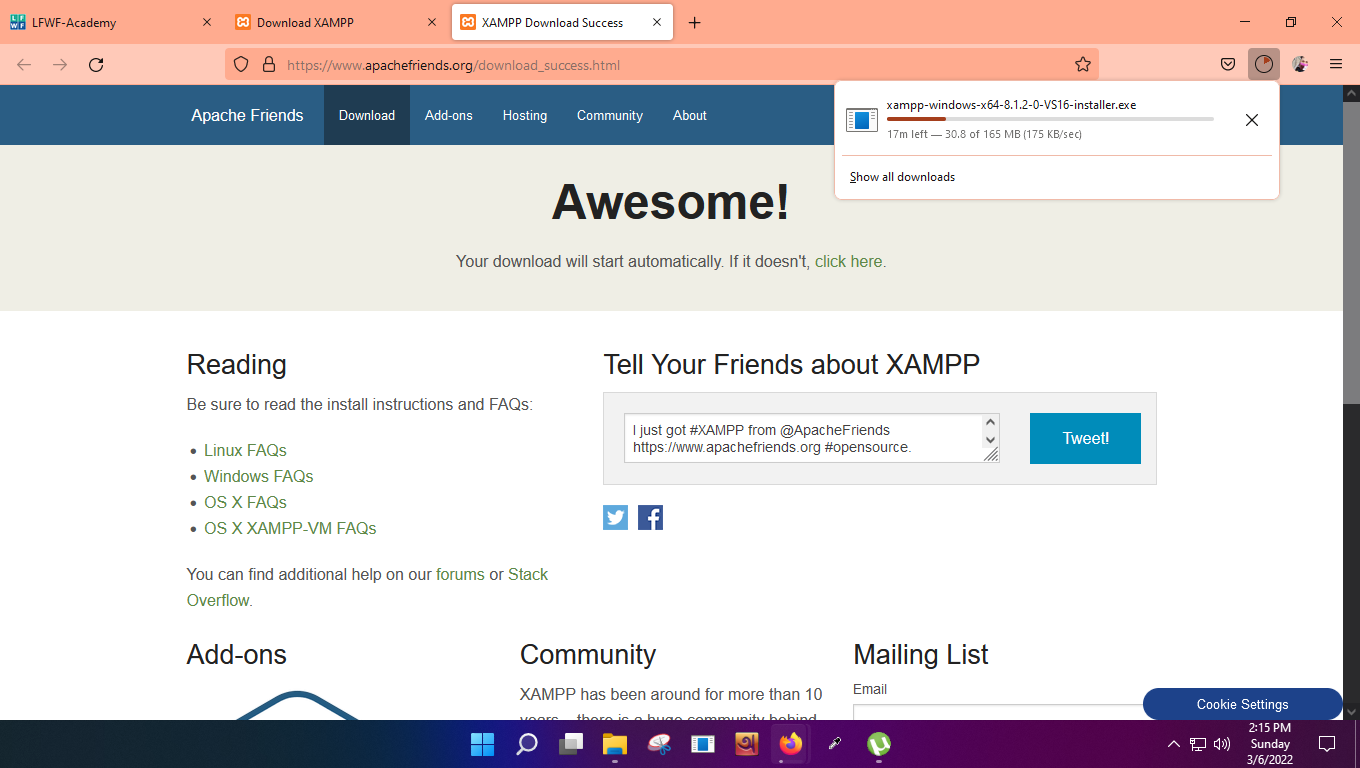 LFWF-Academy
Download XAMPP
XAMPP Download Success
https://www.apachefriends.org/download_success.html
xampp-windows-x64-8.1.2-0-VS16-installer.exe
17m left — 30.8 of 165 MB (175 KB/sec)
Show all downloads
Apache Friends
Download
Add-ons
Hosting
Community
About
Awesome!
Your download will start automatically. If it doesn't, click here.
Reading
Be sure to read the install instructions and FAQs:
Linux FAQs
Windows FAQs
OS X FAQs
OS X XAMPP-VM FAQs
You can find additional help on our forums or Stack
Overflow.
Tell Your Friends about XAMPP
I just got #XAMPP from @ApacheFriends
https://www.apachefriends.org #opensource.
Tweet!
Add-ons
Community
XAMPP has been around for more than 10
years – there is a huge community behind
Mailing List
Email
Cookie Settings
2:15 PM
Sunday
3/6/2022